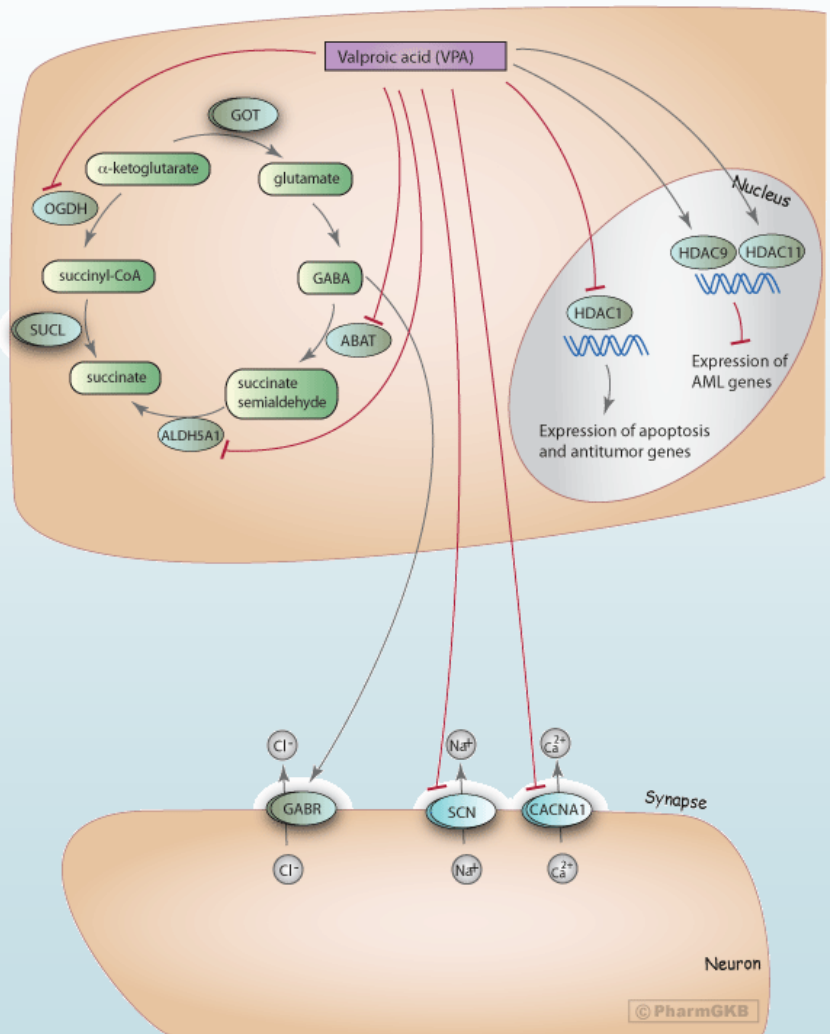 Valproic acid (VPA)
GOT
α-ketoglutarate
glutamate
OGDH
Nucleus
HDAC9
HDAC11
succinyl-CoA
GABA
HDAC1
SUCL
ABAT
Expression of
AML genes
succinate
succinate
semialdehyde
ALDH5A1
Expression of apoptosis
and antitumor genes
Cl-
Na+
Ca2+
Synapse
GABR
SCN
CACNA1
Cl-
Na+
Ca2+
Neuron
© PharmGKB